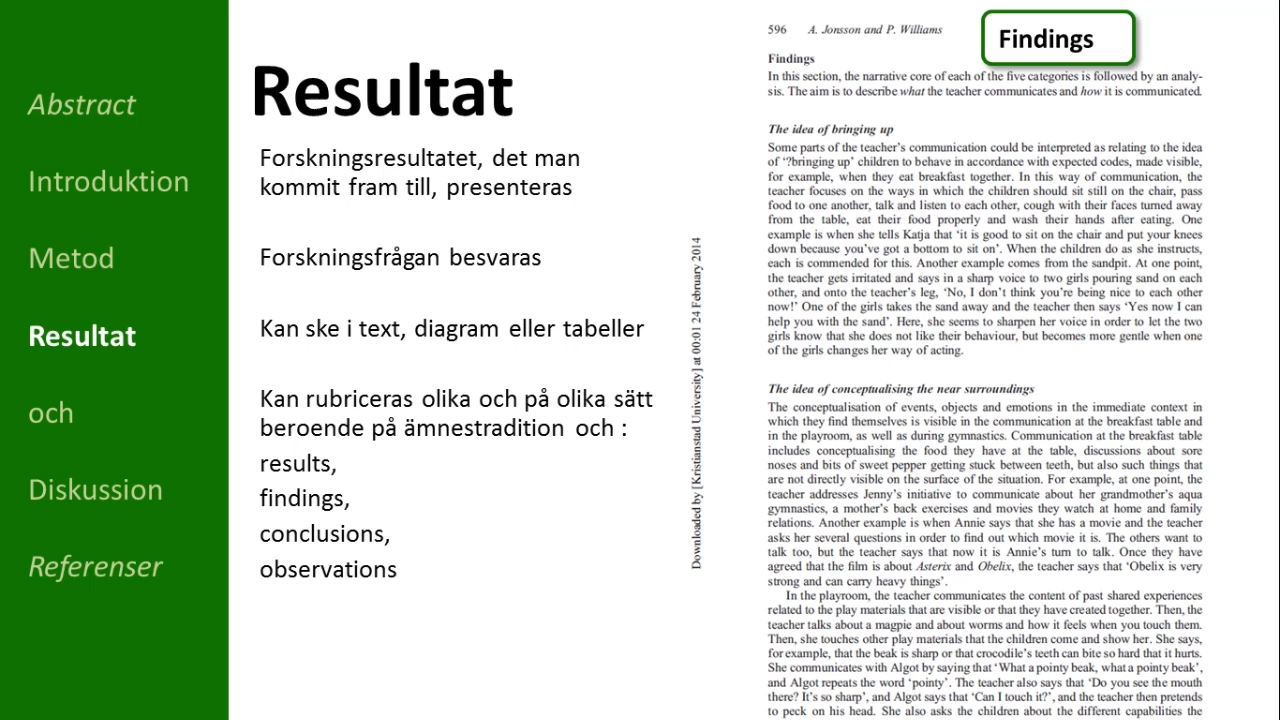 Abstract
Introduktion
Metod
Resultat
och
Diskussion
Referenser
Resultat
Forskningsresultatet, det man
kommit fram till, presenteras
Forskningsfrågan besvaras
Kan ske i text, diagram eller tabeller
Kan rubriceras olika och på olika sätt
beroende på ämnestradition och :
results,
findings,
conclusions,
observations
Downloaded by [Kristianstad University] at 00:01 24 February 2014
596 A. Jonsson and P. Williams
Findings
Findings
In this section, the narrative core of each of the five categories is followed by an analy-
sis. The aim is to describe what the teacher communicates and how it is communicated.
The idea of bringing up
Some parts of the teacher's communication could be interpreted as relating to the idea
of '?bringing up' children to behave in accordance with expected codes, made visible,
for example, when they eat breakfast together. In this way of communication, the
teacher focuses on the ways in which the children should sit still on the chair, pass
food to one another, talk and listen to each other, cough with their faces turned away
from the table, eat their food properly and wash their hands after eating. One
example is when she tells Katja that 'it is good to sit on the chair and put your knees
down because you've got a bottom to sit on'. When the children do as she instructs,
each is commended for this. Another example comes from the sandpit. At one point,
the teacher gets irritated and says in a sharp voice to two girls pouring sand on each
other, and onto the teacher's leg, 'No, I don't think you're being nice to each other
now!' One of the girls takes the sand away and the teacher then says 'Yes now I can
help you with the sand'. Here, she seems to sharpen her voice in order to let the two
girls know that she does not like their behaviour, but becomes more gentle when one
of the girls changes her way of acting.
The idea of conceptualising the near surroundings
The conceptualisation of events, objects and emotions in the immediate context in
which they find themselves is visible in the communication at the breakfast table and
in the playroom, as well as during gymnastics. Communication at the breakfast table
includes conceptualising the food they have at the table, discussions about sore
noses and bits of sweet pepper getting stuck between teeth, but also such things that
are not directly visible on the surface of the situation. For example, at one point, the
teacher addresses Jenny's initiative to communicate about her grandmother's aqua
gymnastics, a mother's back exercises and movies they watch at home and family
relations. Another example is when Annie says that she has a movie and the teacher
asks her several questions in order to find out which movie it is. The others want to
talk too, but the teacher says that now it is Annie's turn to talk. Once they have
agreed that the film is about Asterix and Obelix, the teacher says that 'Obelix is very
strong and can carry heavy things'.
In the playroom, the teacher communicates the content of past shared experiences
related to the play materials that are visible or that they have created together. Then, the
teacher talks about a magpie and about worms and how it feels when you touch them.
Then, she touches other play materials that the children come and show her. She says,
for example, that the beak is sharp or that crocodile's teeth can bite so hard that it hurts.
She communicates with Algot by saying that 'What a pointy beak, what a pointy beak',
and Algot repeats the word 'pointy'. The teacher also says that 'Do you see the mouth
there? It's so sharp', and Algot says that 'Can I touch it?', and the teacher then pretends
to peck on his head. She also asks the children about the different capabilities the